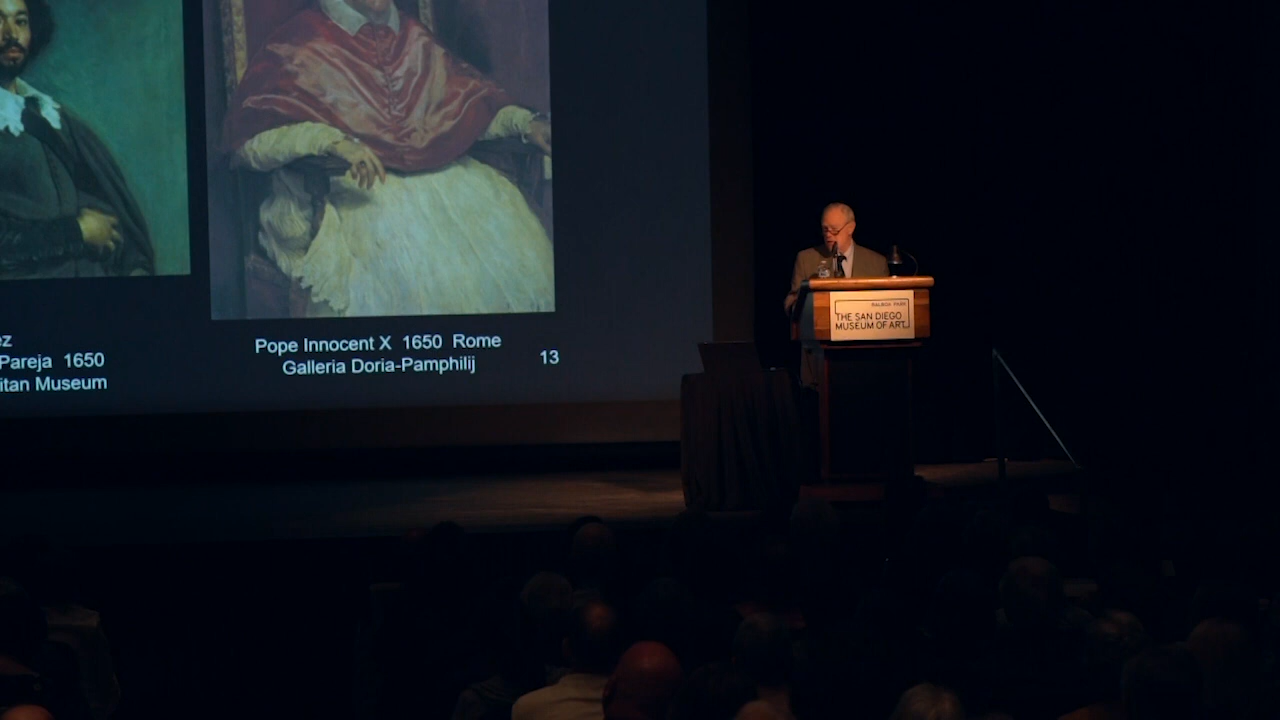 ez
Pareja 1650
itan Museum
Pope Innocent X 1650 Rome
Galleria Doria-Pamphilij
13
BALBOA PARK
THE SAN DIEGO
MUSEUM OF ART